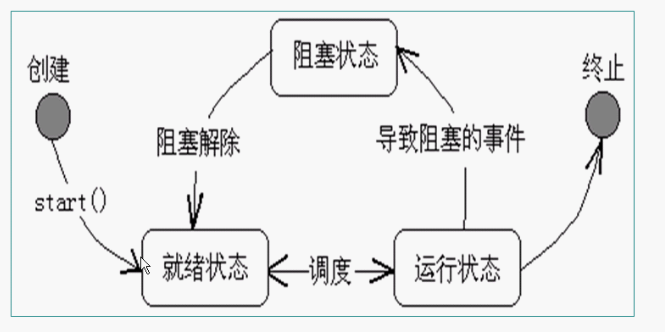 阻塞状态
创建
终止
阻塞解除
导致阻塞的事件
start()
就绪状态
调度
运行状态